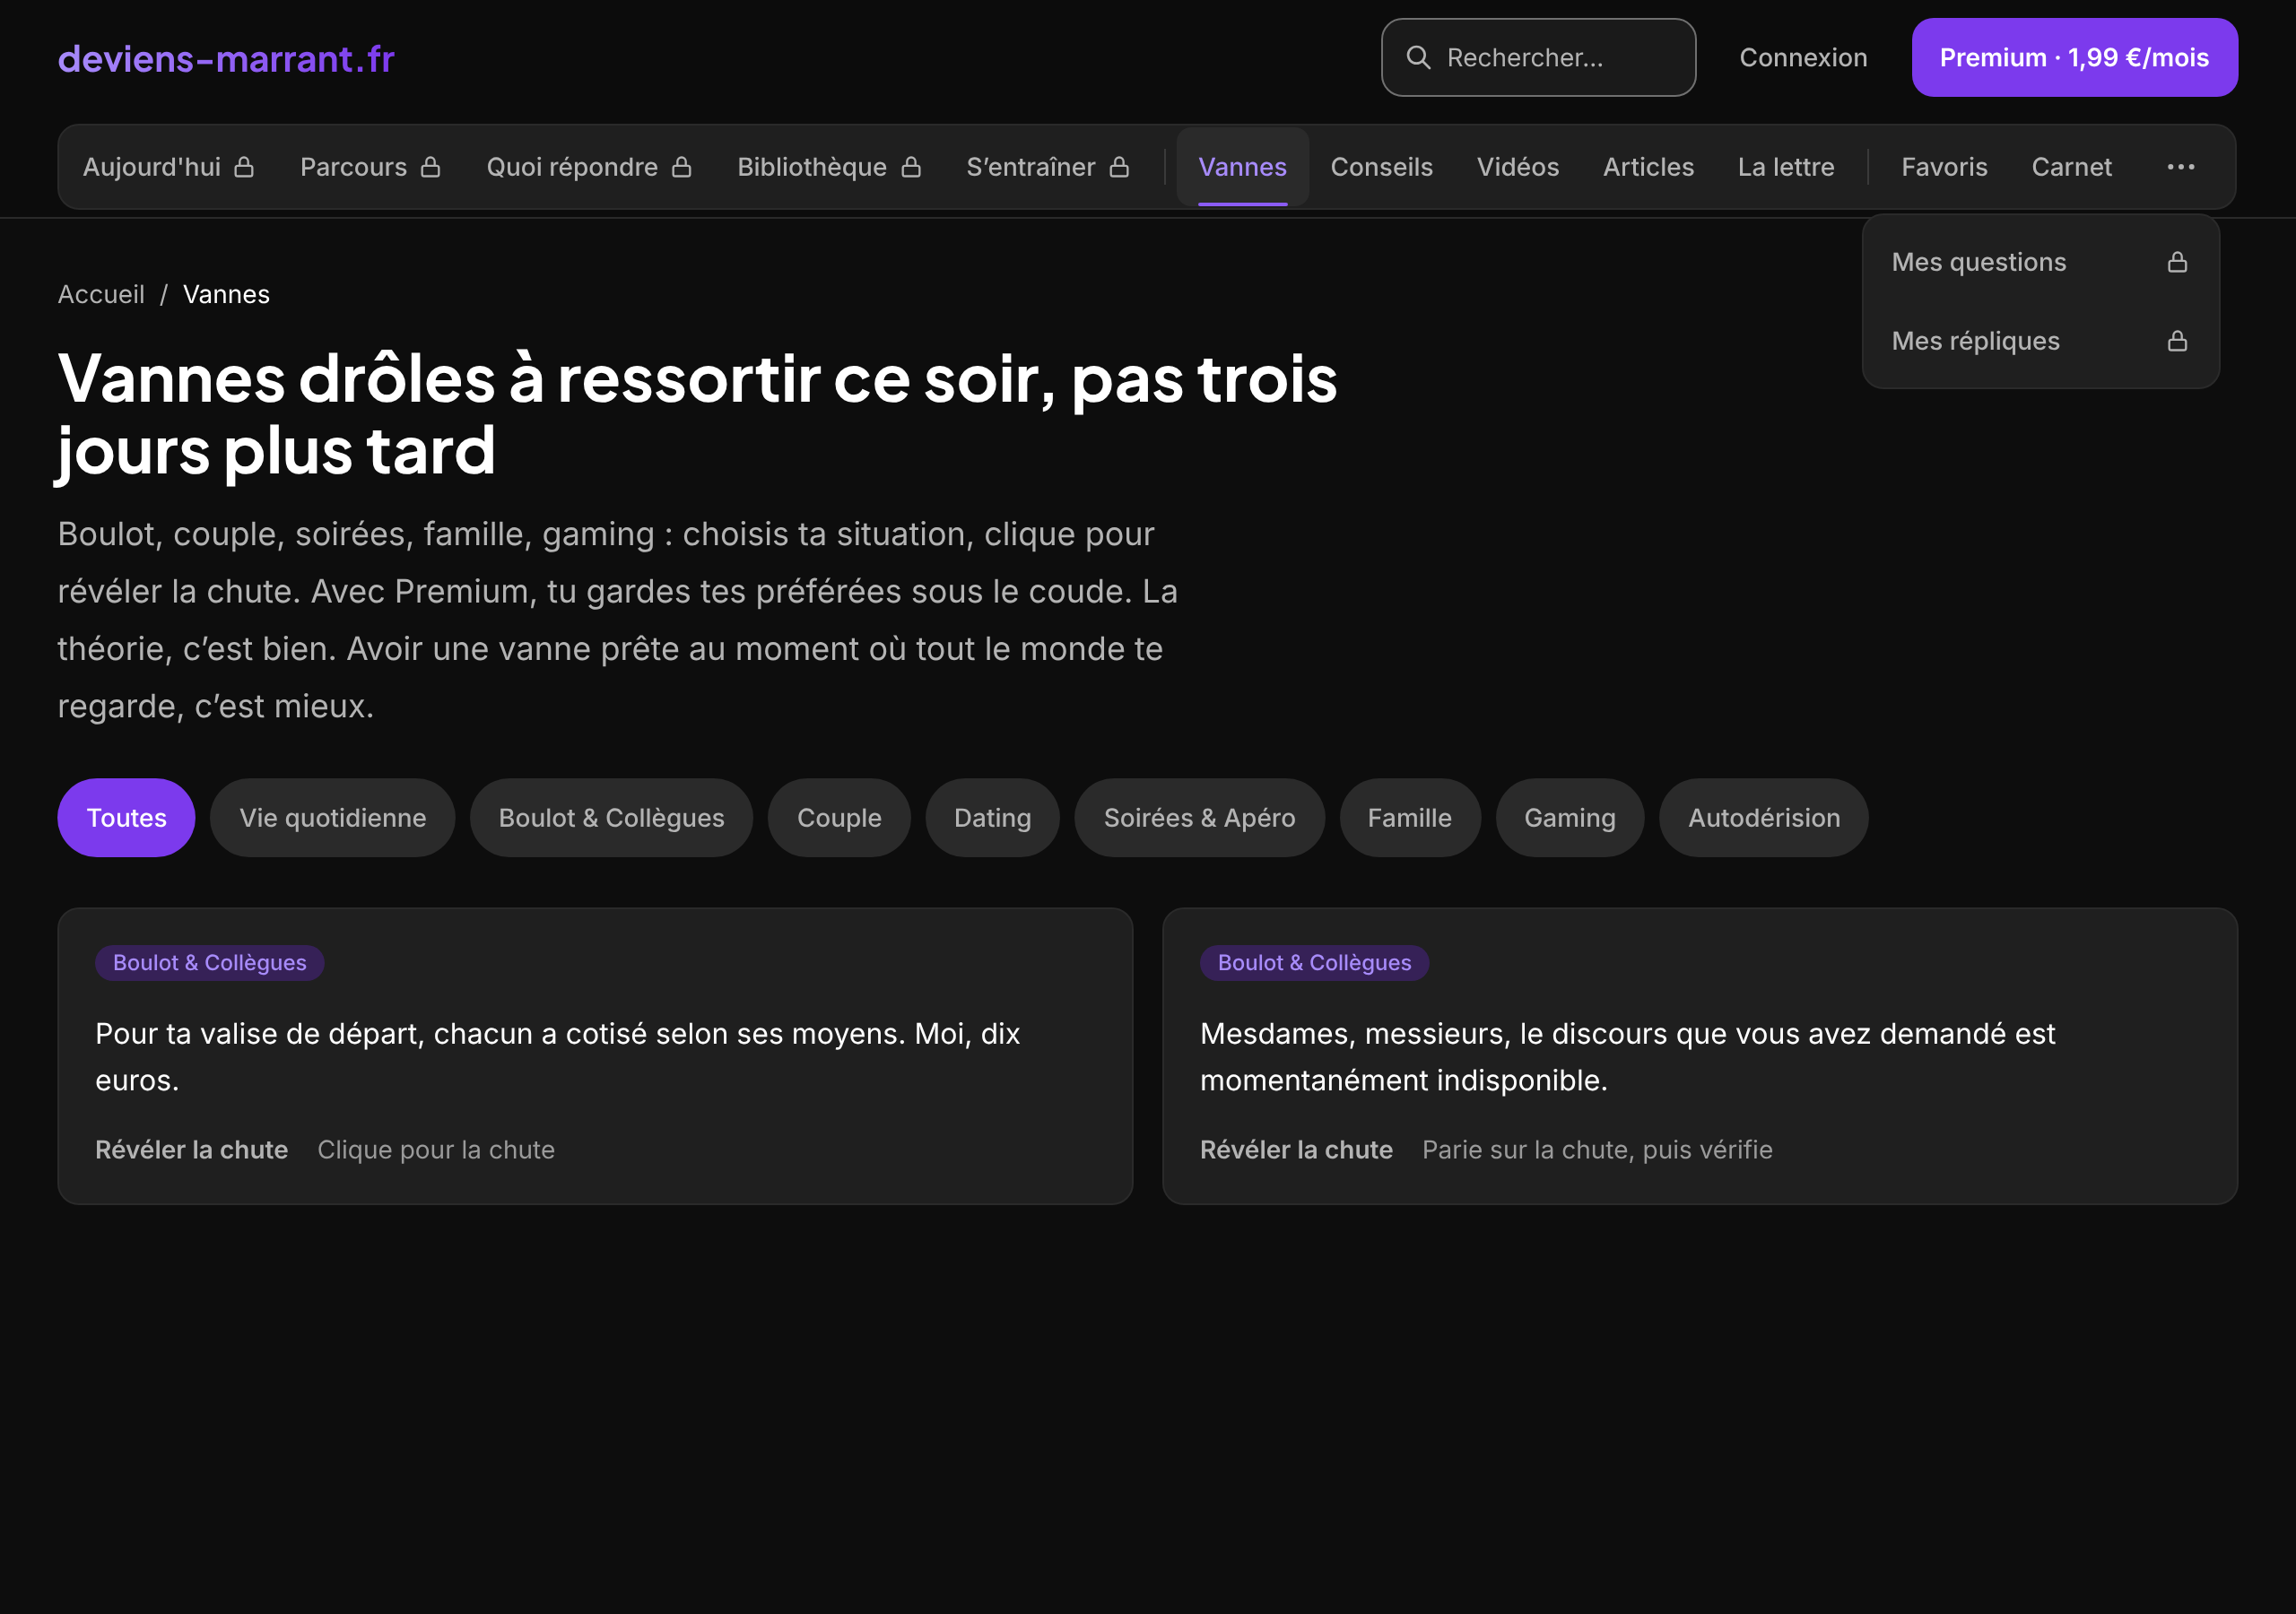 deviens-marrant.fr
Rechercher...
Connexion
Premium · 1,99 €/mois
Aujourd'hui
Parcours
Quoi répondre
Bibliothèque
S’entraîner
Vannes
Conseils
Vidéos
Articles
La lettre
Favoris
Carnet
Mes questions
Mes répliques
Accueil / Vannes
Vannes drôles à ressortir ce soir, pas trois
jours plus tard
Boulot, couple, soirées, famille, gaming : choisis ta situation, clique pour
révéler la chute. Avec Premium, tu gardes tes préférées sous le coude. La
théorie, c’est bien. Avoir une vanne prête au moment où tout le monde te
regarde, c’est mieux.
Toutes
Vie quotidienne
Boulot & Collègues
Couple
Dating
Soirées & Apéro
Famille
Gaming
Autodérision
Boulot & Collègues
Pour ta valise de départ, chacun a cotisé selon ses moyens. Moi, dix
euros.
Révéler la chute Clique pour la chute
Boulot & Collègues
Mesdames, messieurs, le discours que vous avez demandé est
momentanément indisponible.
Révéler la chute Parie sur la chute, puis vérifie